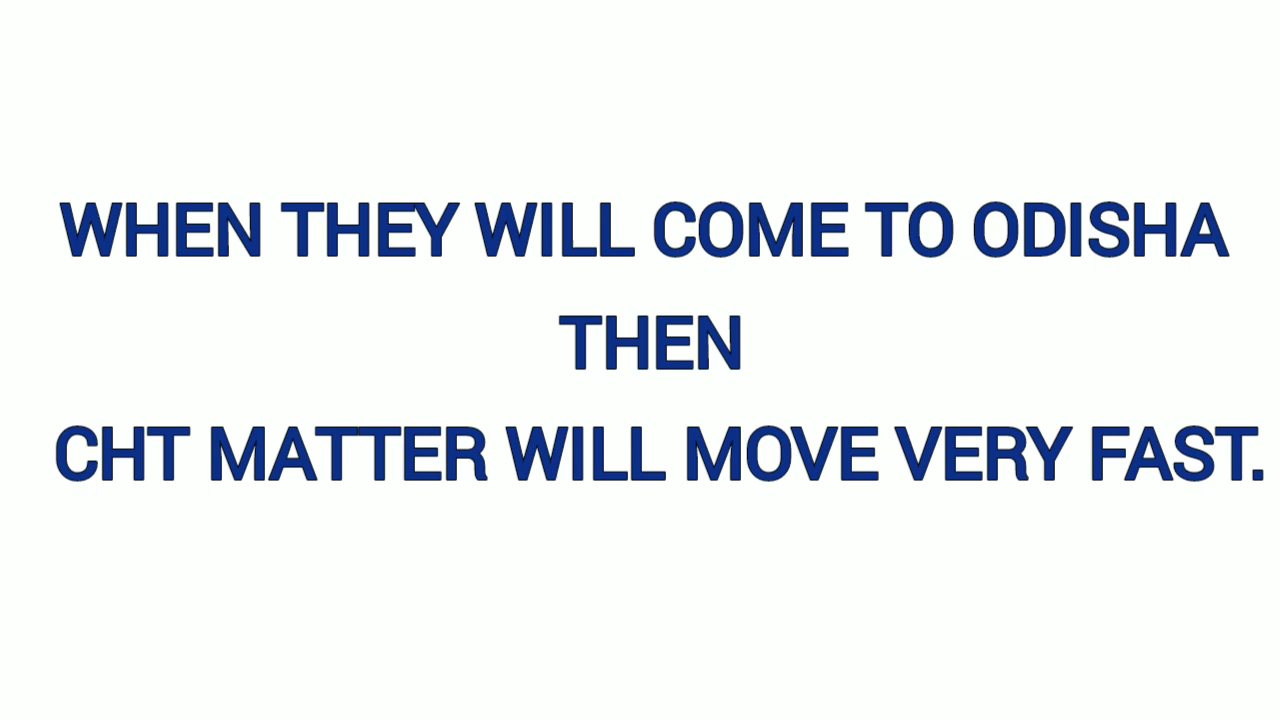 WHEN THEY WILL COME TO ODISHA
THEN
CHT MATTER WILL MOVE VERY FAST.